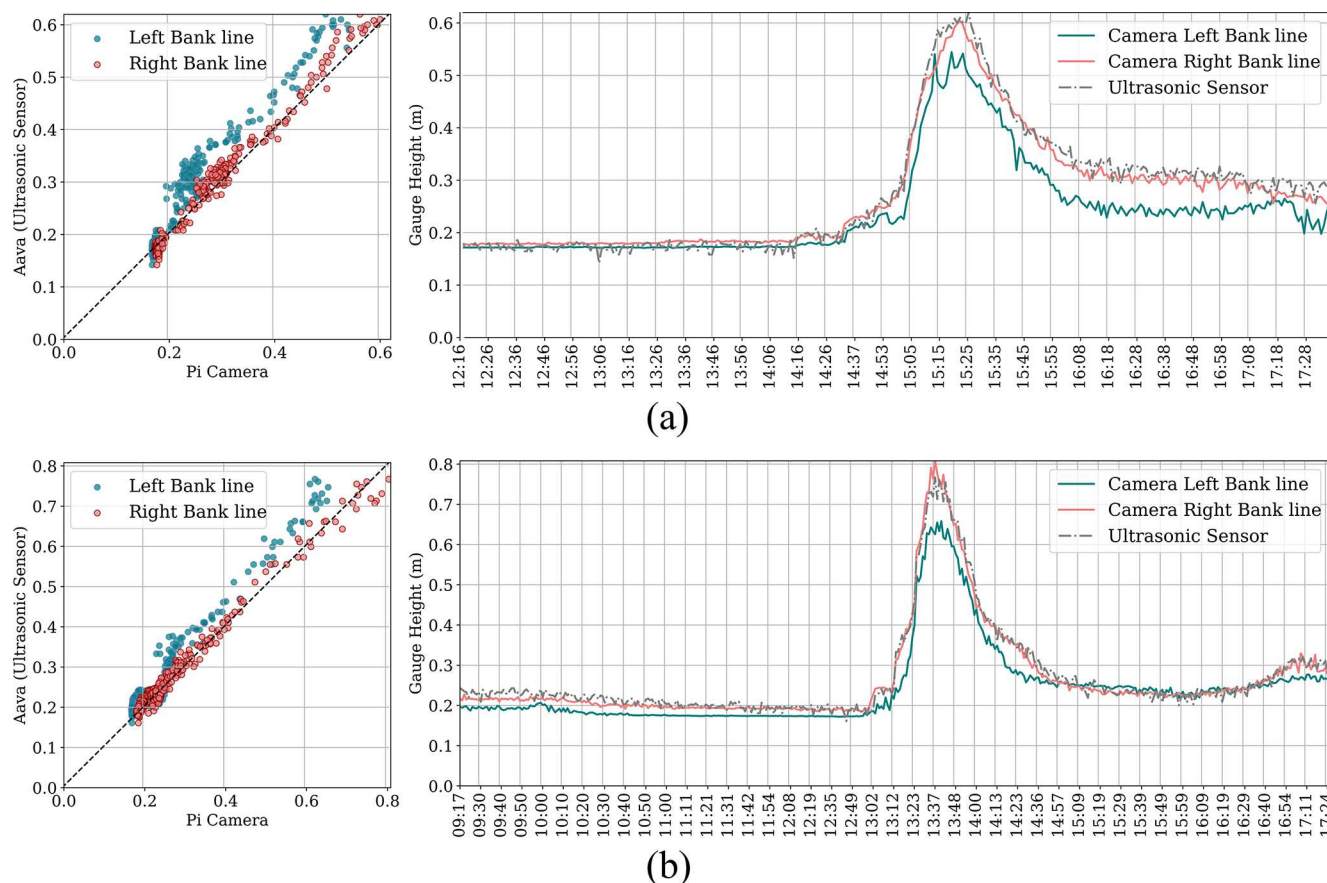 0.6
0.5
0.4
0.3
0.2
0.1
0.0
Aava (Ultrasonic Sensor)
Left Bank line
Right Bank line
0.0 0.2 0.4 0.6
Pi Camera
0.6
0.5
0.4
0.3
0.2
0.1
0.0
Gauge Height (m)
Camera Left Bank line
Camera Right Bank line
Ultrasonic Sensor
12:16 12:26 12:36 12:46 12:56 13:06 13:16 13:26 13:36 13:46 13:56 14:06 14:16 14:26 14:37 14:53 15:05 15:15 15:25 15:35 15:45 15:55 16:08 16:18 16:28 16:38 16:48 16:58 17:08 17:18 17:28
(a)
0.8
0.7
0.6
0.5
0.4
0.3
0.2
0.1
0.0
Aava (Ultrasonic Sensor)
Left Bank line
Right Bank line
0.0 0.2 0.4 0.6 0.8
Pi Camera
0.8
0.7
0.6
0.5
0.4
0.3
0.2
0.1
0.0
Gauge Height (m)
Camera Left Bank line
Camera Right Bank line
Ultrasonic Sensor
09:17 09:30 09:40 09:50 10:00 10:10 10:20 10:30 10:40 10:50 11:00 11:11 11:21 11:31 11:42 11:54 12:08 12:19 12:35 12:49 13:02 13:12 13:23 13:37 13:48 14:00 14:13 14:23 14:36 14:57 15:09 15:19 15:29 15:39 15:49 15:59 16:09 16:19 16:29 16:40 16:54 17:11 17:24
(b)